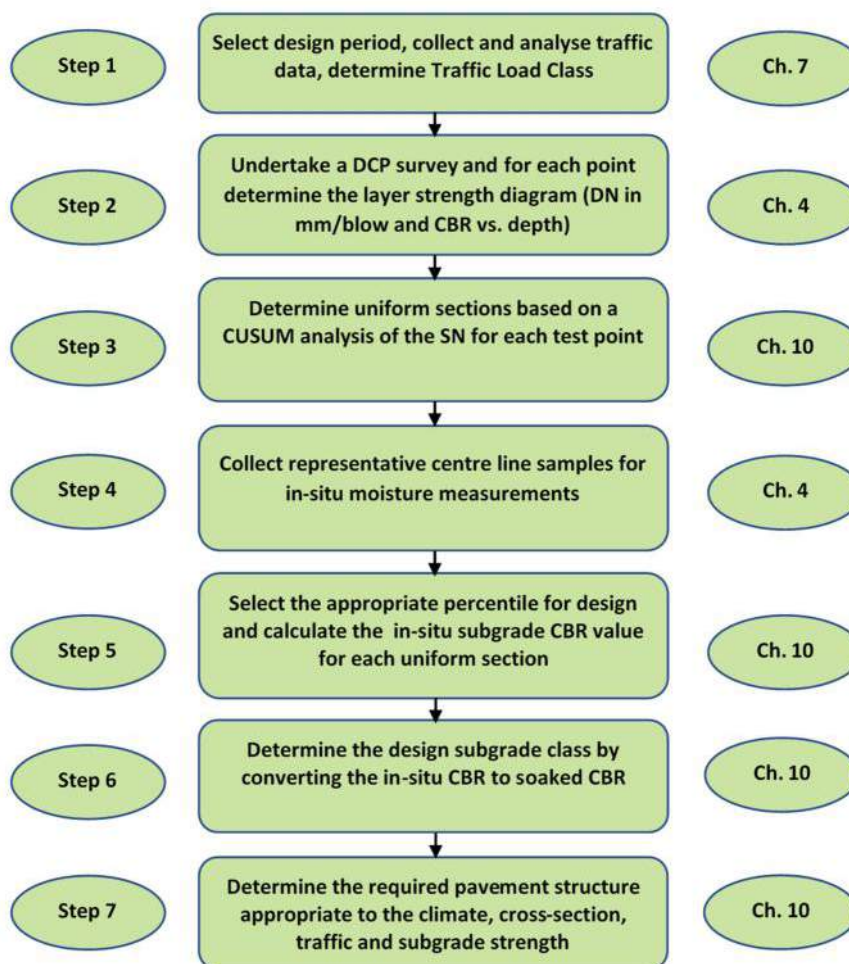 Step 1
Select design period, collect and analyse traffic
data, determine Traffic Load Class
Ch. 7
Step 2
Undertake a DCP survey and for each point
determine the layer strength diagram (DN in
mm/blow and CBR vs. depth)
Ch. 4
Step 3
Determine uniform sections based on a
CUSUM analysis of the SN for each test point
Ch. 10
Step 4
Collect representative centre line samples for
in-situ moisture measurements
Ch. 4
Step 5
Select the appropriate percentile for design
and calculate the in-situ subgrade CBR value
for each uniform section
Ch. 10
Step 6
Determine the design subgrade class by
converting the in-situ CBR to soaked CBR
Ch. 10
Step 7
Determine the required pavement structure
appropriate to the climate, cross-section,
traffic and subgrade strength
Ch. 10